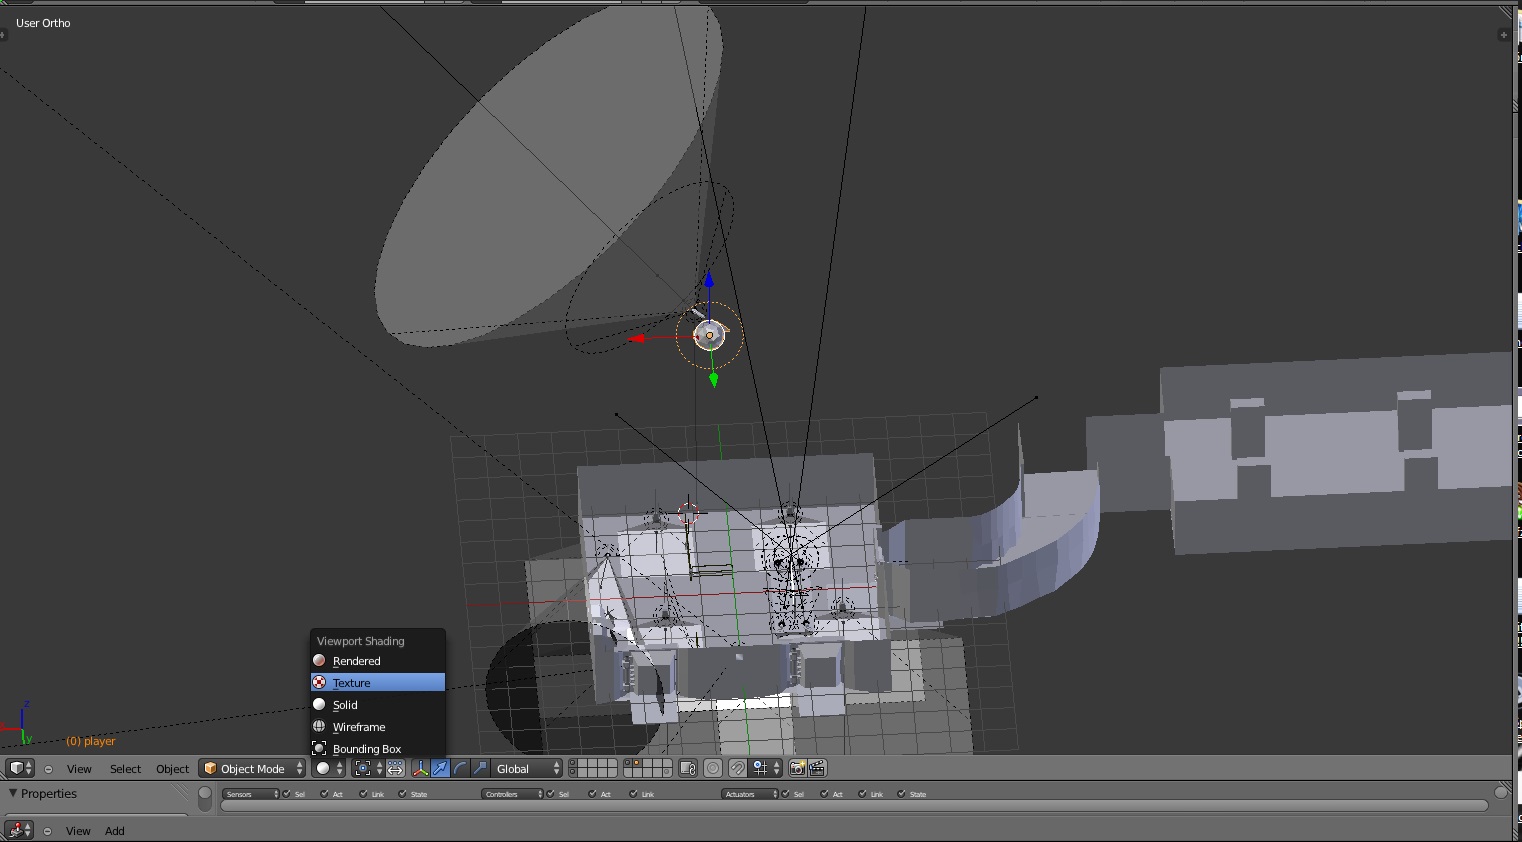 User Ortho
Viewport Shading
Rendered
Texture
Solid
Wireframe
Bounding Box
z
y
(0) player
View Select Object Object Mode Global
Properties
Sensors Sel Act Link State Controllers Sel Act Link Actuators Sel Act Link State
View Add